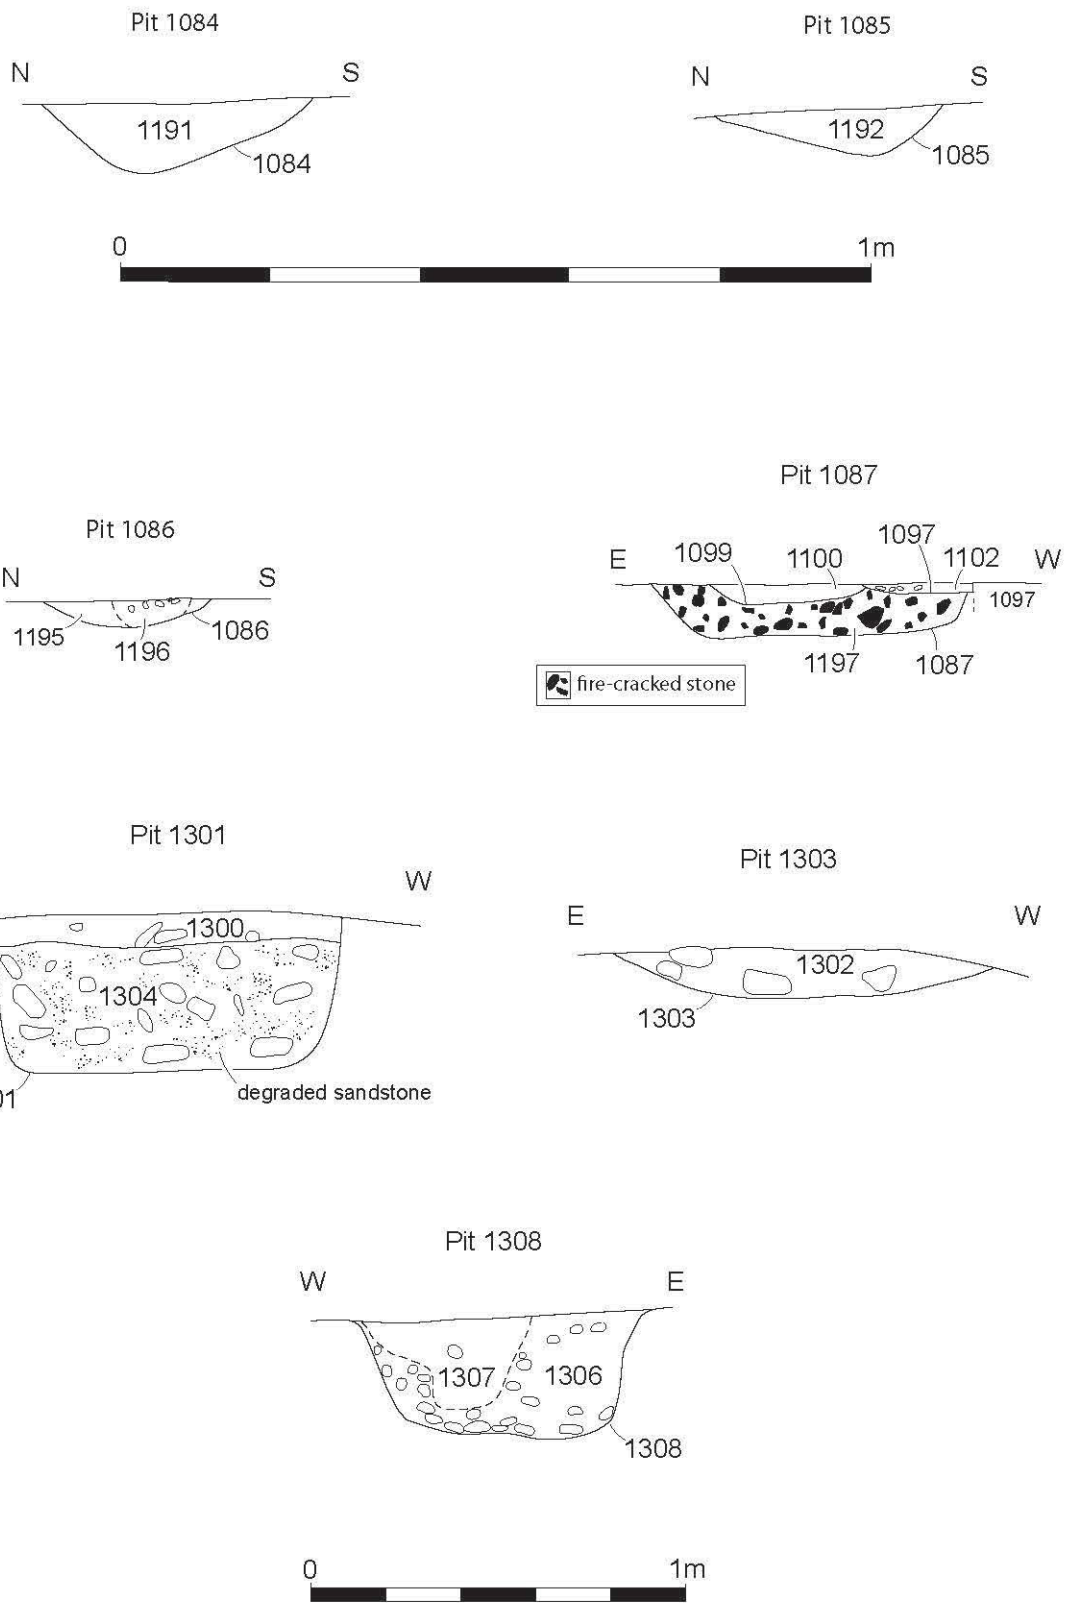 Pit 1084
N S
1191
1084
Pit 1085
N S
1192
1085
0 1m
Pit 1086
N S
1195
1196
1086
Pit 1087
E W
1099
1100
1097
1102
1097
1197
1087
fire-cracked stone
Pit 1301
W
1300
1304
01
degraded sandstone
Pit 1303
E W
1302
1303
Pit 1308
W E
1307
1306
1308
0 1m